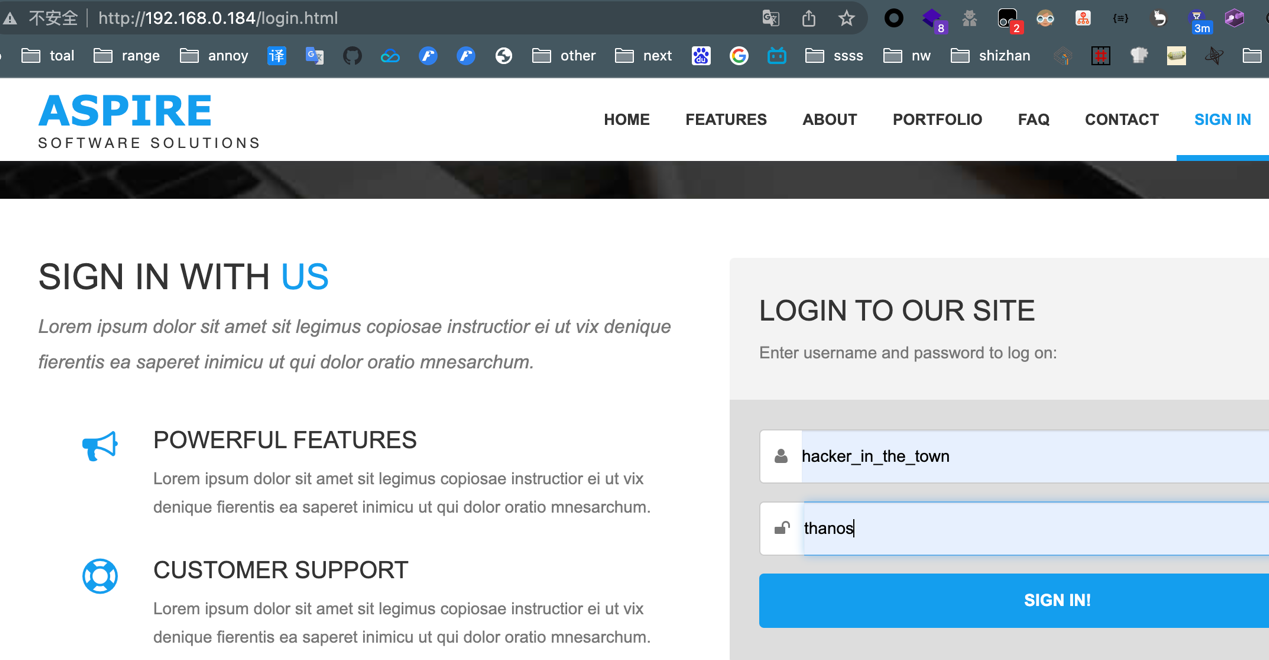 不安全 http://192.168.0.184/login.html
8 2 3m
toal range annoy 译 other next du ssss nw shizhan
ASPIRE
SOFTWARE SOLUTIONS
HOME FEATURES ABOUT PORTFOLIO FAQ CONTACT SIGN IN
SIGN IN WITH US
Lorem ipsum dolor sit amet sit legimus copiosae instructior ei ut vix denique
fierentis ea saperet inimicu ut qui dolor oratio mnesarchum.
POWERFUL FEATURES
Lorem ipsum dolor sit amet sit legimus copiosae instructior ei ut vix
denique fierentis ea saperet inimicu ut qui dolor oratio mnesarchum.
CUSTOMER SUPPORT
Lorem ipsum dolor sit amet sit legimus copiosae instructior ei ut vix
denique fierentis ea saperet inimicu ut qui dolor oratio mnesarchum.
LOGIN TO OUR SITE
Enter username and password to log on:
hacker_in_the_town
thanos
SIGN IN!